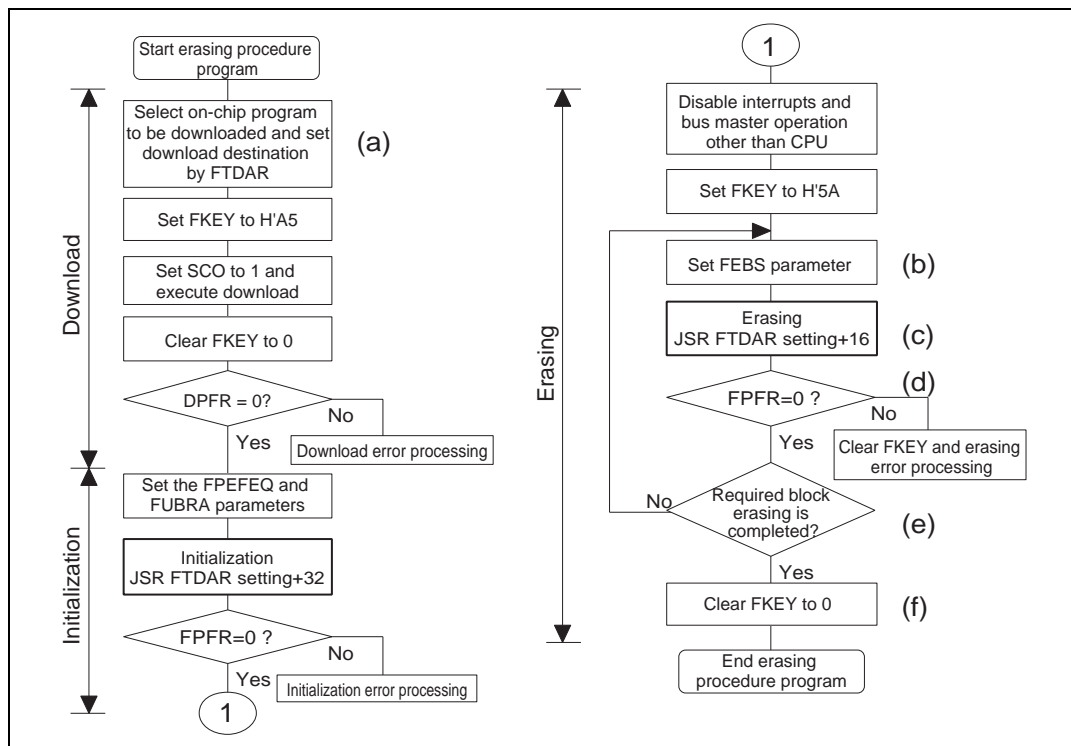 Start erasing procedure
program
Select on-chip program
to be downloaded and set
download destination
by FTDAR
(a)
Set FKEY to H'A5
Set SCO to 1 and
execute download
Clear FKEY to 0
DPFR = 0?
No
Yes
Download error processing
Download
Set the FPEFEQ and
FUBRA parameters
Initialization
JSR FTDAR setting+32
FPFR=0 ?
No
Yes
Initialization error processing
Initialization
1
1
Disable interrupts and
bus master operation
other than CPU
Set FKEY to H'5A
Set FEBS parameter
(b)
Erasing
JSR FTDAR setting+16
(c)
(d)
FPFR=0 ?
No
Yes
Clear FKEY and erasing
error processing
Erasing
No
Required block
erasing is
completed?
(e)
Yes
Clear FKEY to 0
(f)
End erasing
procedure program